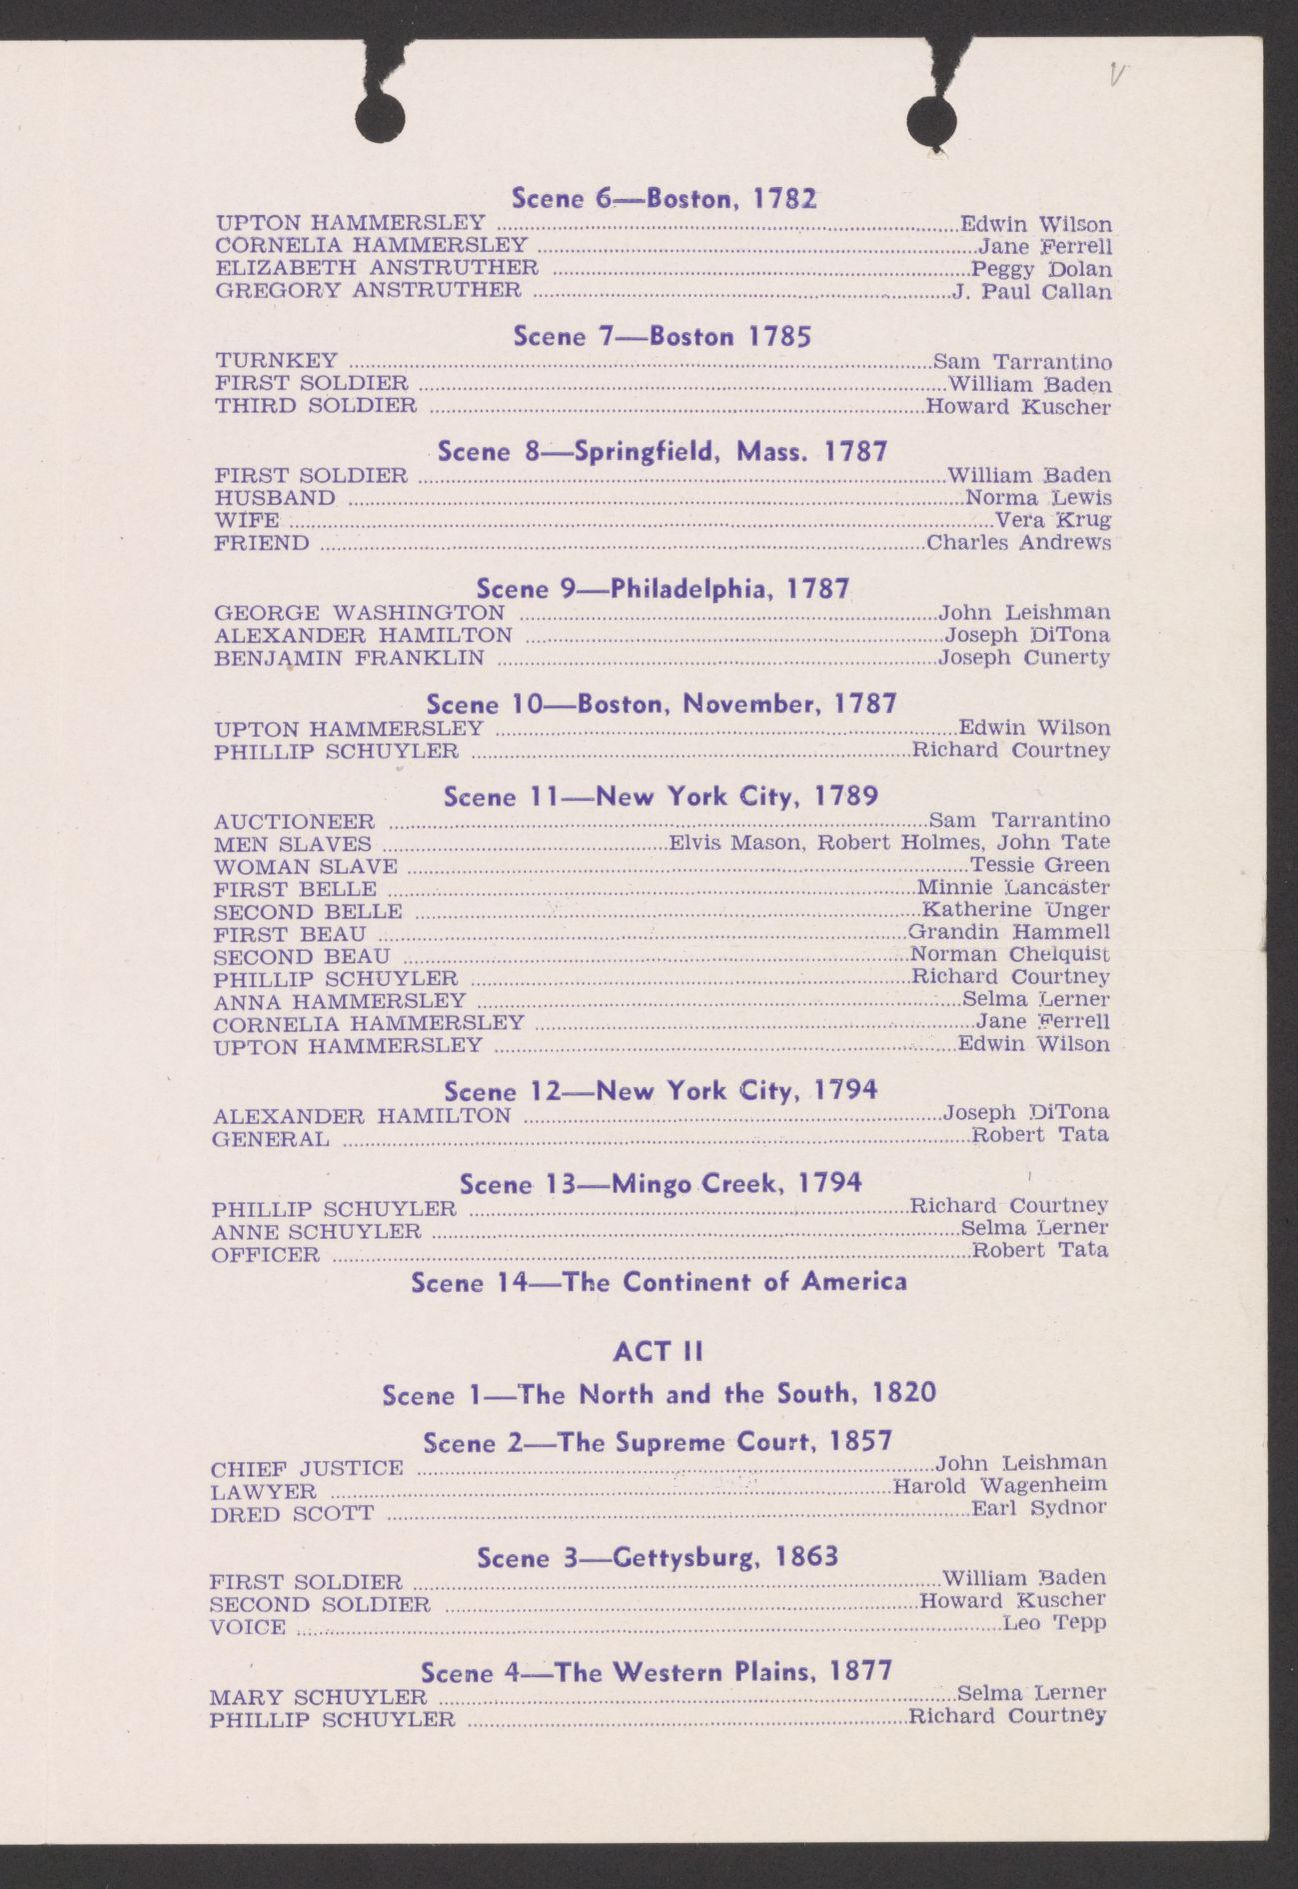 V
Scene 6—Boston, 1782
UPTON HAMMERSLEY ........ Edwin Wilson
CORNELIA HAMMERSLEY ........ Jane Ferrell
ELIZABETH ANSTRUTHER ........ Peggy Dolan
GREGORY ANSTRUTHER ........ J. Paul Callan
Scene 7—Boston 1785
TURNKEY ........ Sam Tarrantino
FIRST SOLDIER ........ William Baden
THIRD SOLDIER ........ Howard Kuscher
Scene 8—Springfield, Mass. 1787
FIRST SOLDIER ........ William Baden
HUSBAND ........ Norma Lewis
WIFE ........ Vera Krug
FRIEND ........ Charles Andrews
Scene 9—Philadelphia, 1787
GEORGE WASHINGTON ........ John Leishman
ALEXANDER HAMILTON ........ Joseph DiTona
BENJAMIN FRANKLIN ........ Joseph Cunerty
Scene 10—Boston, November, 1787
UPTON HAMMERSLEY ........ Edwin Wilson
PHILLIP SCHUYLER ........ Richard Courtney
Scene 11—New York City, 1789
AUCTIONEER ........ Sam Tarrantino
MEN SLAVES ........ Elvis Mason, Robert Holmes, John Tate
WOMAN SLAVE ........ Tessie Green
FIRST BELLE ........ Minnie Lancaster
SECOND BELLE ........ Katherine Unger
FIRST BEAU ........ Grandin Hammell
SECOND BEAU ........ Norman Chelquist
PHILLIP SCHUYLER ........ Richard Courtney
ANNA HAMMERSLEY ........ Selma Lerner
CORNELIA HAMMERSLEY ........ Jane Ferrell
UPTON HAMMERSLEY ........ Edwin Wilson
Scene 12—New York City, 1794
ALEXANDER HAMILTON ........ Joseph DiTona
GENERAL ........ Robert Tata
Scene 13—Mingo Creek, 1794
PHILLIP SCHUYLER ........ Richard Courtney
ANNE SCHUYLER ........ Selma Lerner
OFFICER ........ Robert Tata
Scene 14—The Continent of America
ACT II
Scene 1—The North and the South, 1820
Scene 2—The Supreme Court, 1857
CHIEF JUSTICE ........ John Leishman
LAWYER ........ Harold Wagenheim
DRED SCOTT ........ Earl Sydnor
Scene 3—Gettysburg, 1863
FIRST SOLDIER ........ William Baden
SECOND SOLDIER ........ Howard Kuscher
VOICE ........ Leo Tepp
Scene 4—The Western Plains, 1877
MARY SCHUYLER ........ Selma Lerner
PHILLIP SCHUYLER ........ Richard Courtney